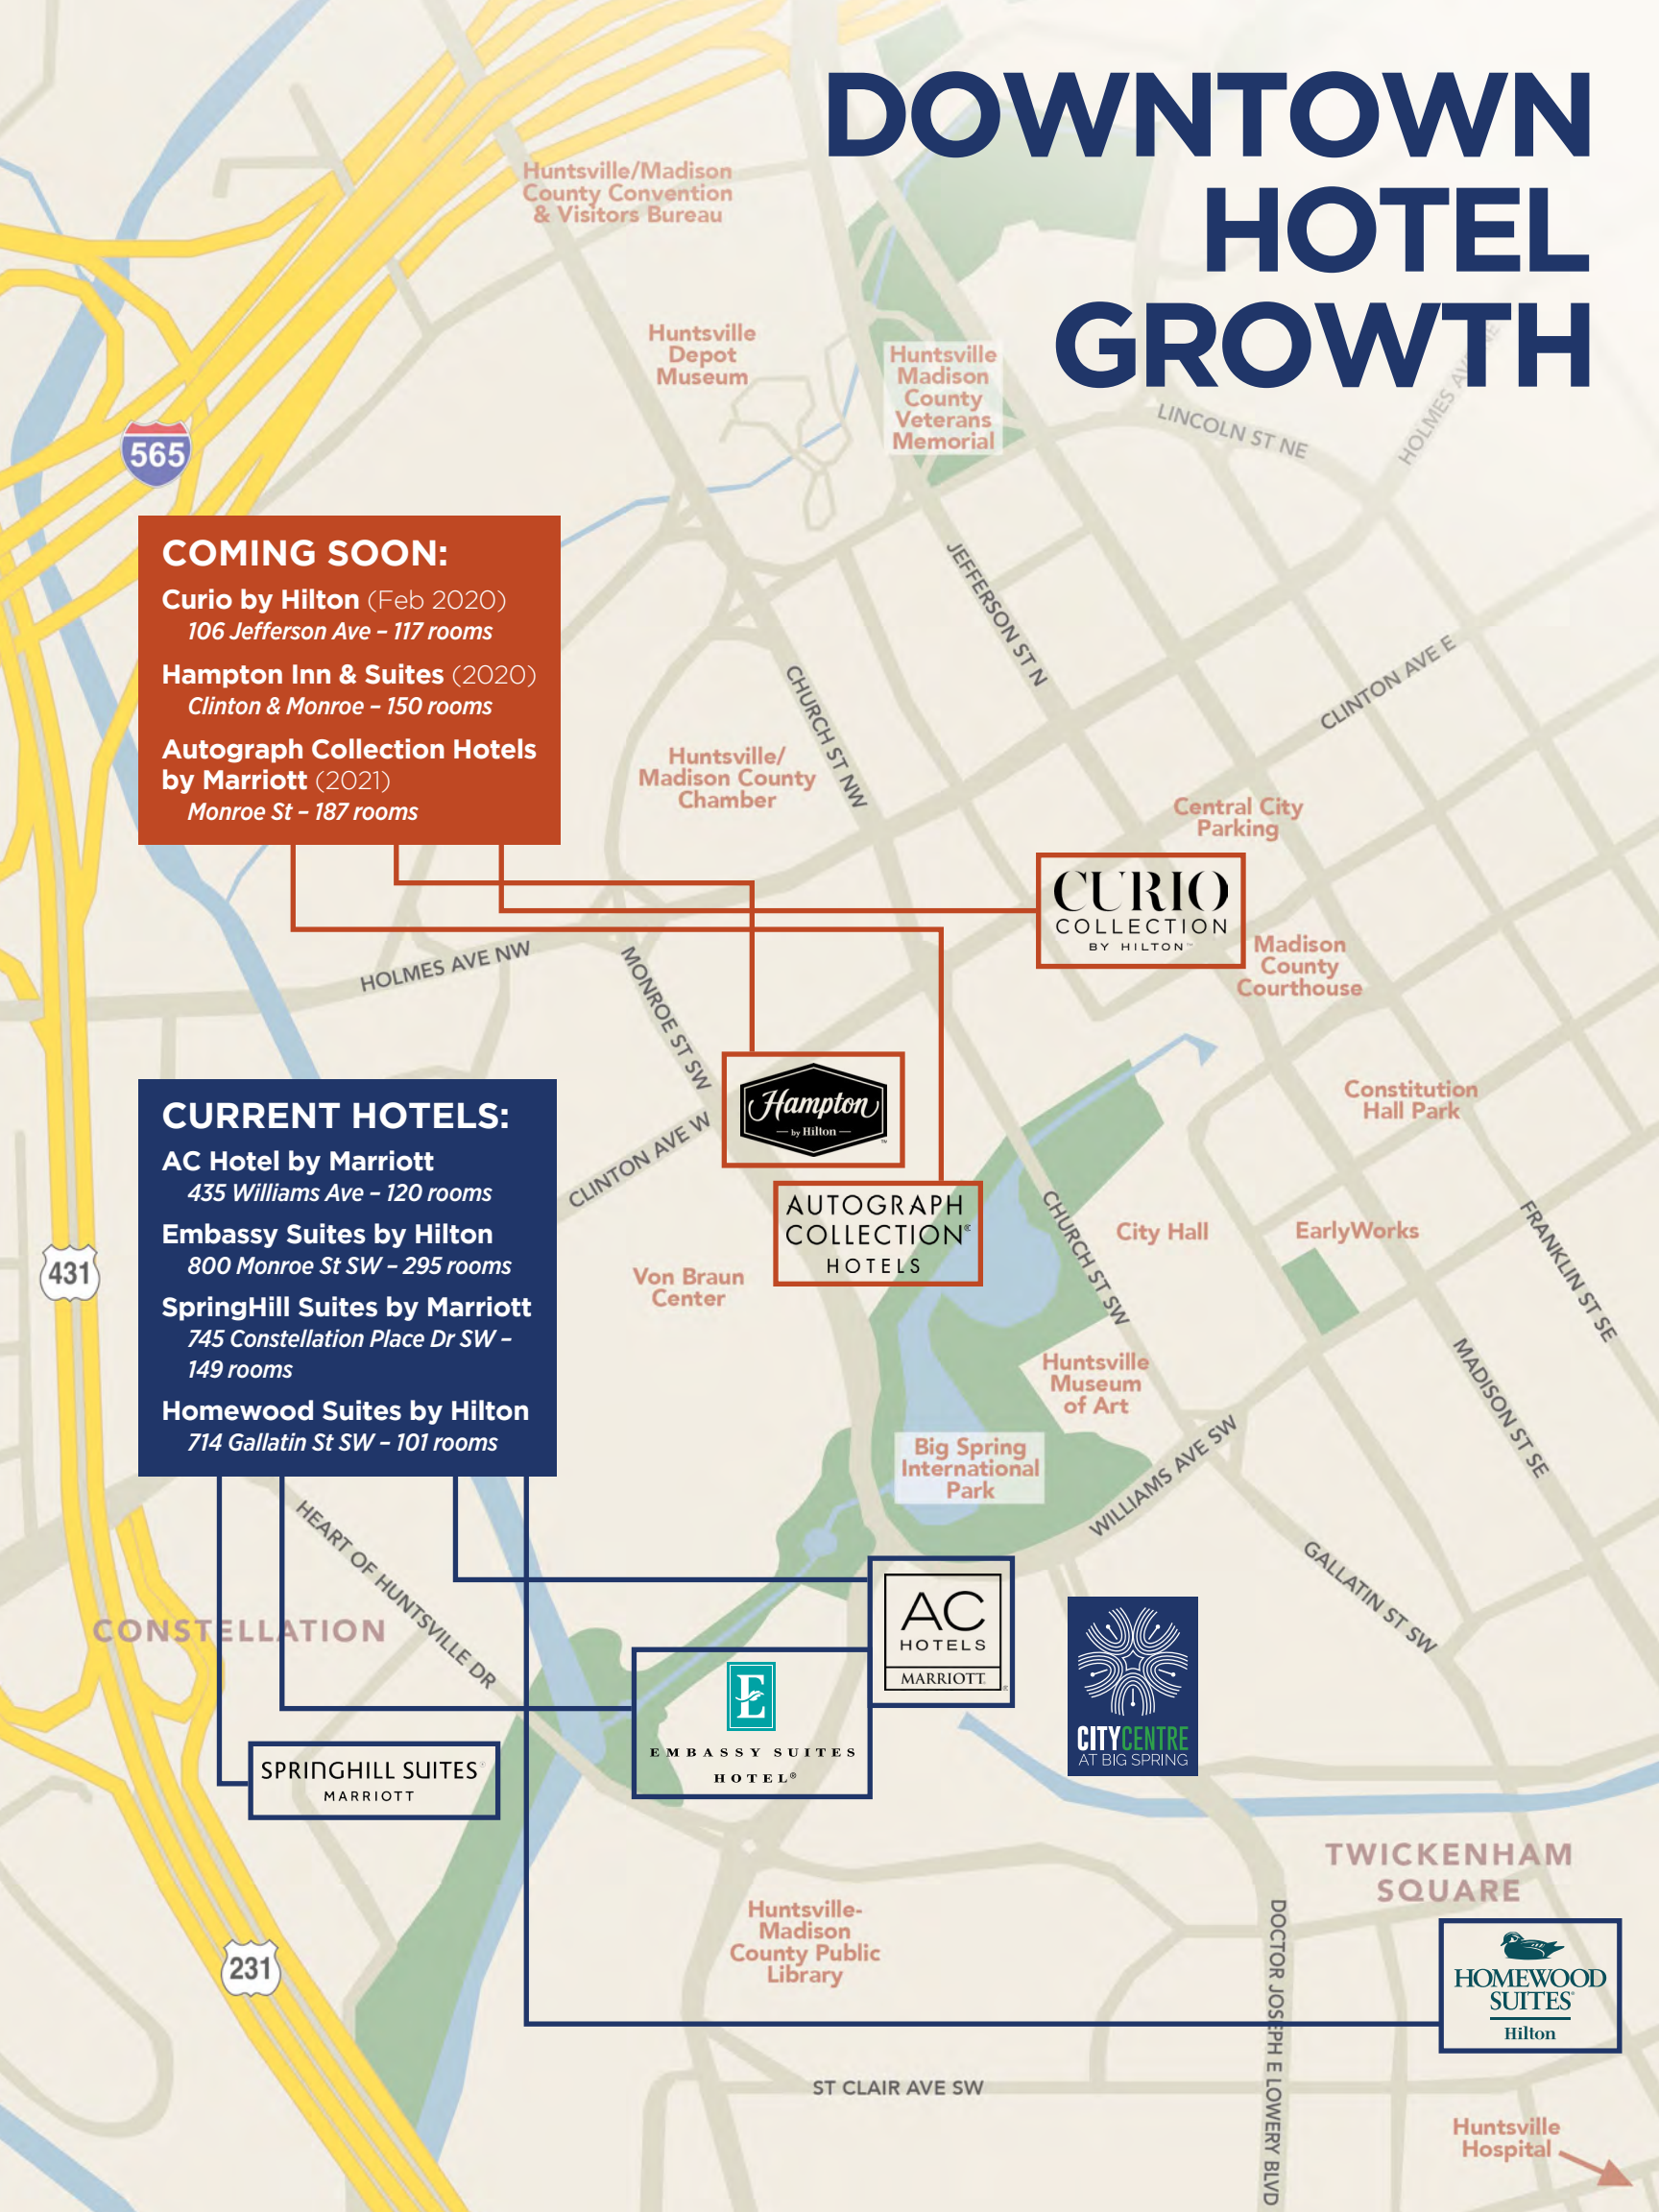 DOWNTOWN
HOTEL
GROWTH
Huntsville/Madison
County Convention
& Visitors Bureau
Huntsville
Depot
Museum
Huntsville
Madison
County
Veterans
Memorial
LINCOLN ST NE
HOLMES AVE NE
565
COMING SOON:
Curio by Hilton (Feb 2020)
106 Jefferson Ave – 117 rooms
Hampton Inn & Suites (2020)
Clinton & Monroe – 150 rooms
Autograph Collection Hotels
by Marriott (2021)
Monroe St – 187 rooms
JEFFERSON ST N
CHURCH ST NW
CLINTON AVE E
Huntsville/
Madison County
Chamber
Central City
Parking
CURIO
COLLECTION
BY HILTON™
Madison
County
Courthouse
HOLMES AVE NW
MONROE ST SW
Hampton
— by Hilton —
™
CLINTON AVE W
Constitution
Hall Park
CURRENT HOTELS:
AC Hotel by Marriott
435 Williams Ave – 120 rooms
Embassy Suites by Hilton
800 Monroe St SW – 295 rooms
SpringHill Suites by Marriott
745 Constellation Place Dr SW –
149 rooms
Homewood Suites by Hilton
714 Gallatin St SW – 101 rooms
AUTOGRAPH
COLLECTION®
HOTELS
431
Von Braun
Center
CHURCH ST SW
City Hall
EarlyWorks
FRANKLIN ST SE
MADISON ST SE
Huntsville
Museum
of Art
Big Spring
International
Park
WILLIAMS AVE SW
GALLATIN ST SW
HEART OF HUNTSVILLE DR
CONSTELLATION
AC
HOTELS
MARRIOTT®
E
EMBASSY SUITES
HOTEL®
CITYCENTRE
AT BIG SPRING
SPRINGHILL SUITES®
MARRIOTT
TWICKENHAM
SQUARE
231
Huntsville-
Madison
County Public
Library
DOCTOR JOSEPH E LOWERY BLVD
HOMEWOOD
SUITES®
Hilton
ST CLAIR AVE SW
Huntsville
Hospital